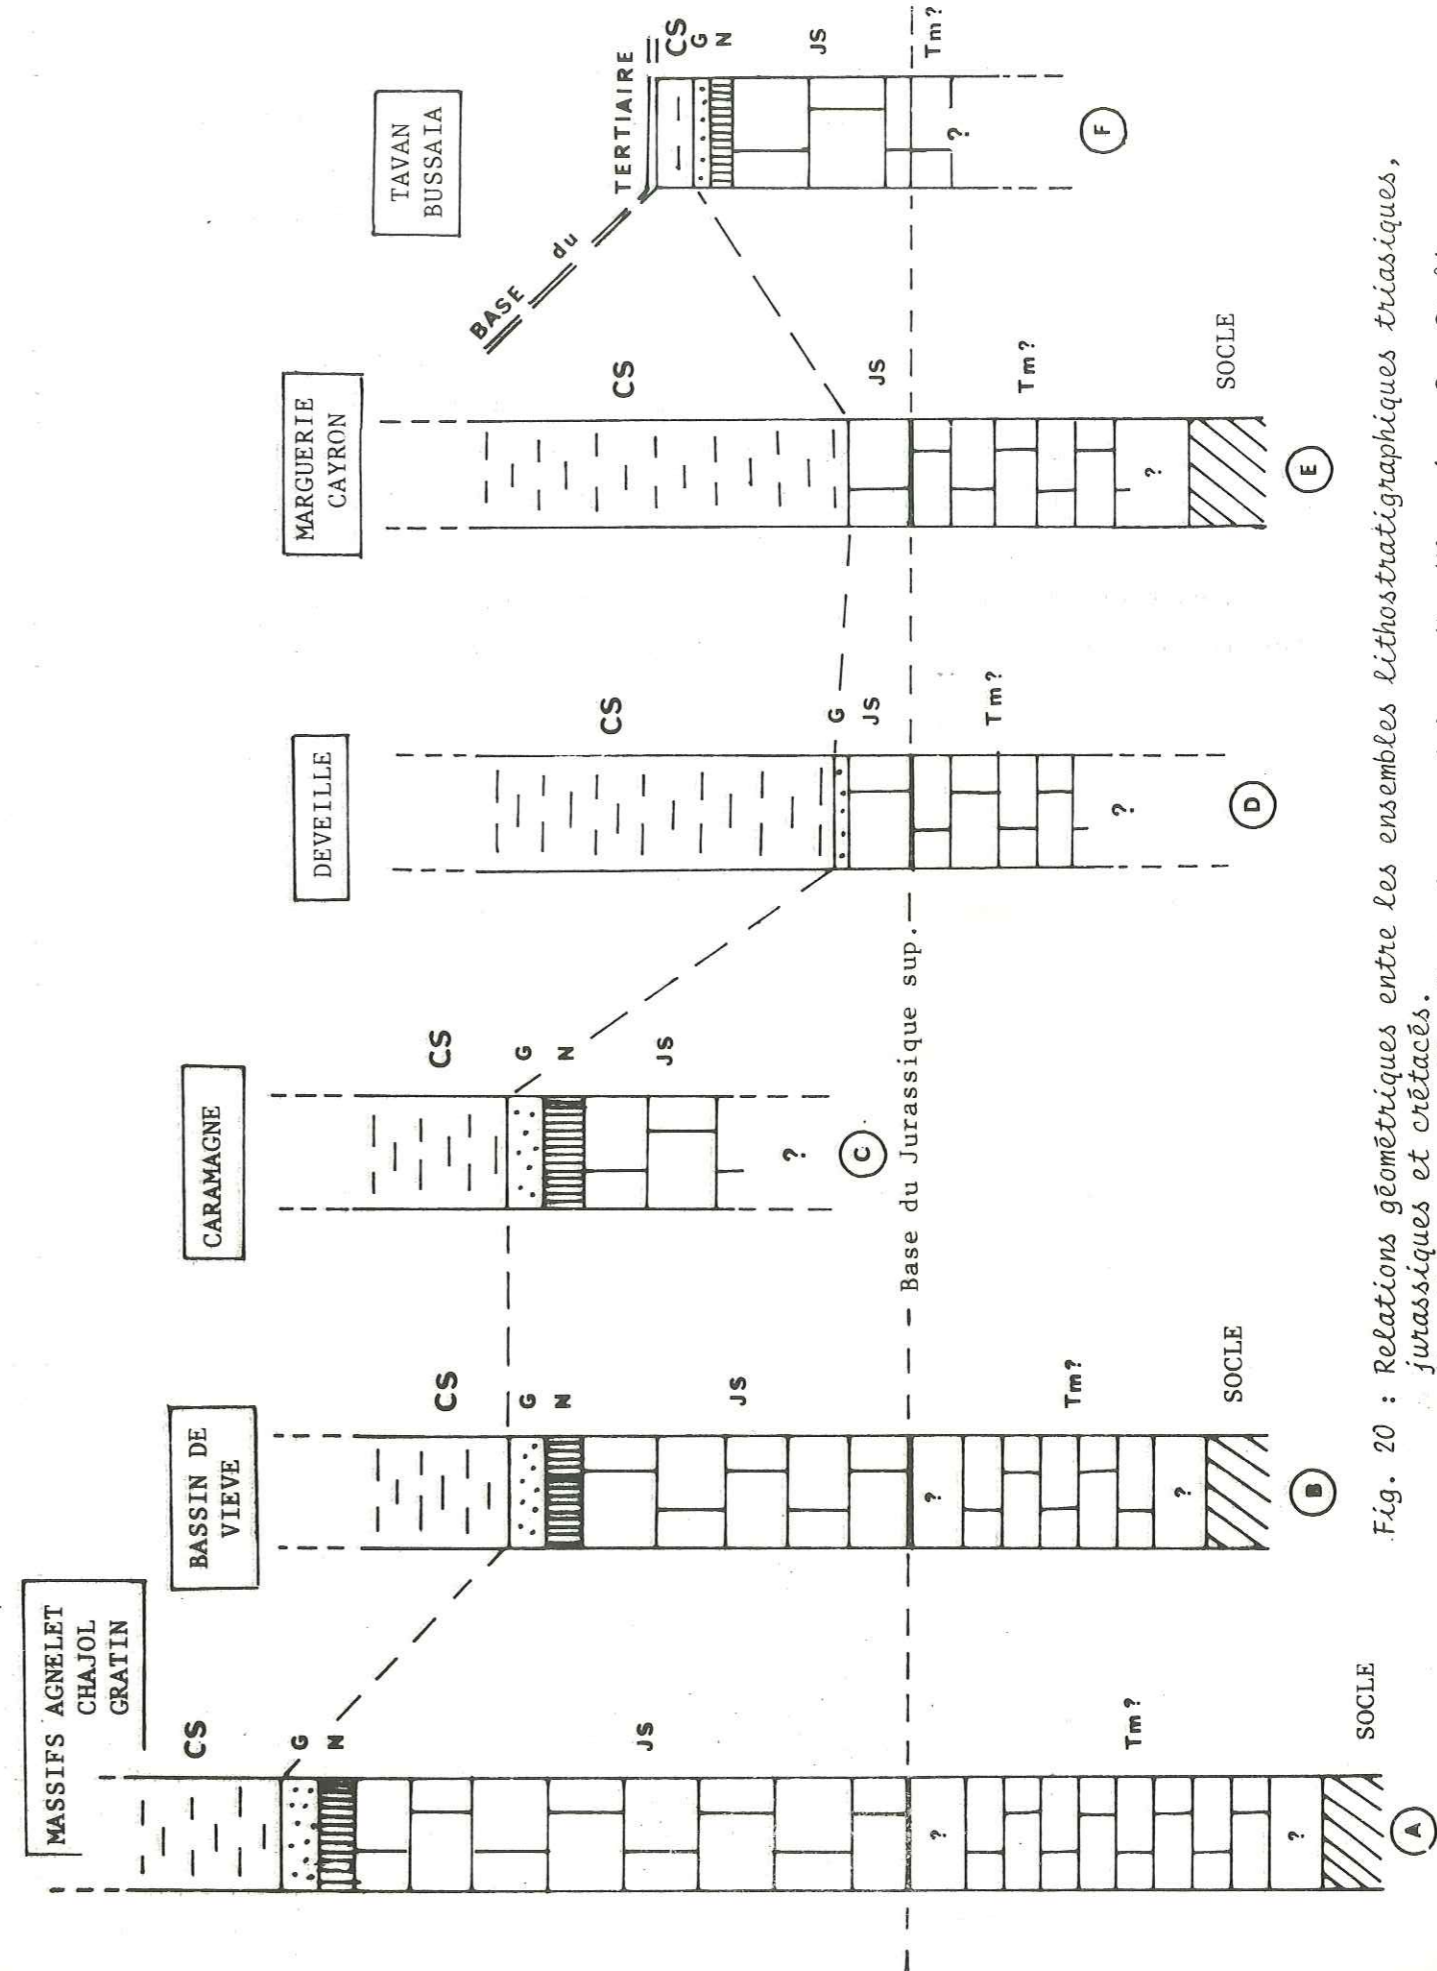 MASSIFS AGNELET
CHAJOL
GRATIN
CS
G
N
JS
Tm?
SOCLE
?
?
A
BASSIN DE
VIEVE
CS
G
N
JS
Tm?
SOCLE
?
?
B
CARAMAGNE
CS
G
N
JS
?
C
Base du Jurassique sup.
DEVEILLE
CS
G
JS
Tm?
?
D
MARGUERIE
CAYRON
CS
JS
Tm?
SOCLE
?
E
BASE du TERTIAIRE
TAVAN
BUSSAIA
CS
G
N
JS
Tm?
?
F
Fig. 20 : Relations géométriques entre les ensembles lithostratigraphiques triasiques,
jurassiques et crétacés.